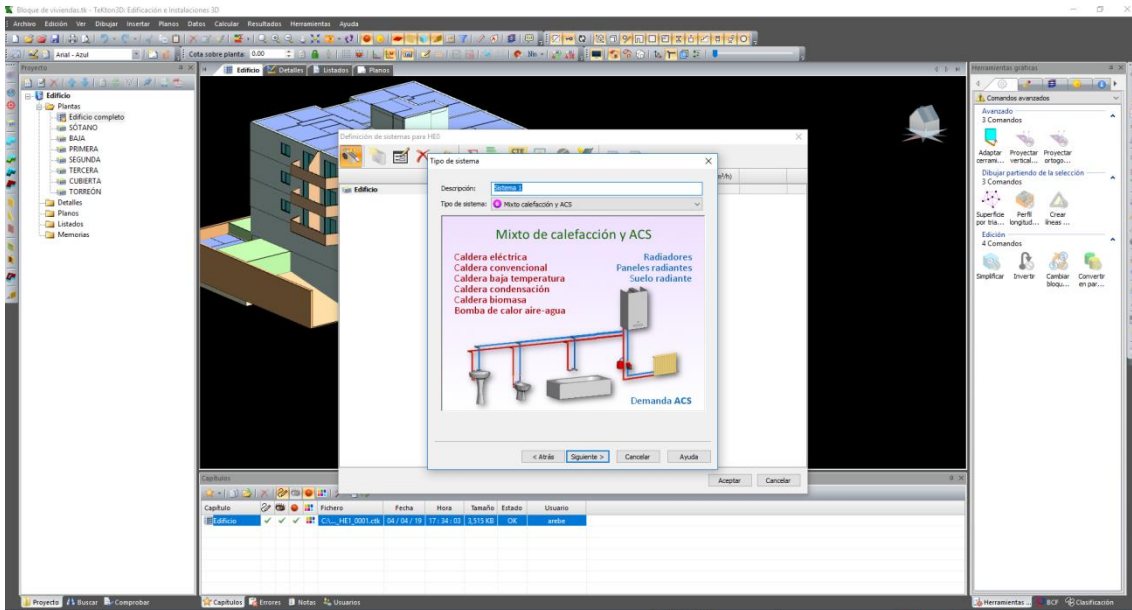 Bloque de viviendas.tk - TeKton3D: Edificación e Instalaciones 3D
Archivo Edición Ver Dibujar Insertar Planos Datos Calcular Resultados Herramientas Ayuda
Arial - Azul
Cota sobre planta: 0.00
Proyecto
Edificio Detalles Listados Planos
Herramientas gráficas
Edificio
Plantas
Edificio completo
SÓTANO
BAJA
PRIMERA
SEGUNDA
TERCERA
CUBIERTA
TORREÓN
Detalles
Planos
Listados
Memorias
Definición de sistemas para HE0
Edificio
Tipo de sistema
Descripción: Sistema 1
Tipo de sistema: Mixto calefacción y ACS
Mixto de calefacción y ACS
Caldera eléctrica
Caldera convencional
Caldera baja temperatura
Caldera condensación
Caldera biomasa
Bomba de calor aire-agua
Radiadores
Paneles radiantes
Suelo radiante
Demanda ACS
< Atrás Siguiente > Cancelar Ayuda
Aceptar Cancelar
Comandos avanzados
Avanzado
3 Comandos
Adaptar cerrami... Proyectar vertical... Proyectar ortogo...
Dibujar partiendo de la selección
3 Comandos
Superficie por tria... Perfil longitud... Crear líneas ...
Edición
4 Comandos
Simplificar Invertir Cambiar bloqu... Convertir en par...
Capítulos
Capítulo Fichero Fecha Hora Tamaño Estado Usuario
Edificio C:\..._HE1_0001.ctk 04/04/19 17:34:03 3,515 KB OK arebe
Proyecto Buscar Comprobar
Capítulos Errores Notas Usuarios
Herramientas ... BCF Clasificación